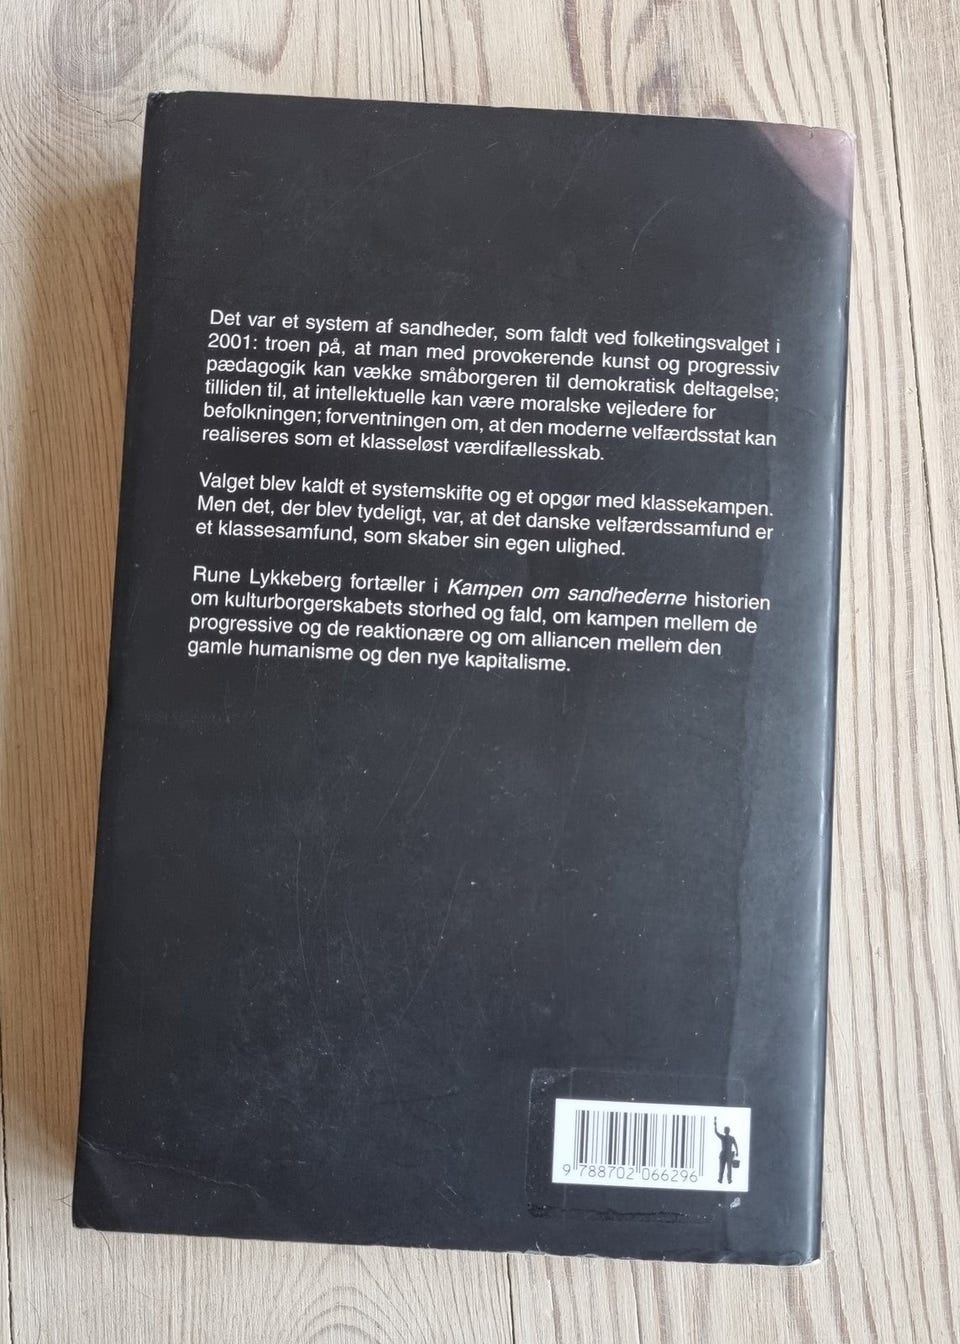 Det var et system af sandheder, som faldt ved folketingsvalget i
2001: troen på, at man med provokerende kunst og progressiv
pædagogik kan vække småborgeren til demokratisk deltagelse;
tilliden til, at intellektuelle kan være moralske vejledere for
befolkningen; forventningen om, at den moderne velfærdsstat kan
realiseres som et klasseløst værdifællesskab.
Valget blev kaldt et systemskifte og et opgør med klassekampen.
Men det, der blev tydeligt, var, at det danske velfærdssamfund er
et klassesamfund, som skaber sin egen ulighed.
Rune Lykkeberg fortæller i Kampen om sandhederne historien
om kulturborgerskabets storhed og fald, om kampen mellem de
progressive og de reaktionære og om alliancen mellem den
gamle humanisme og den nye kapitalisme.
9 788702 066296